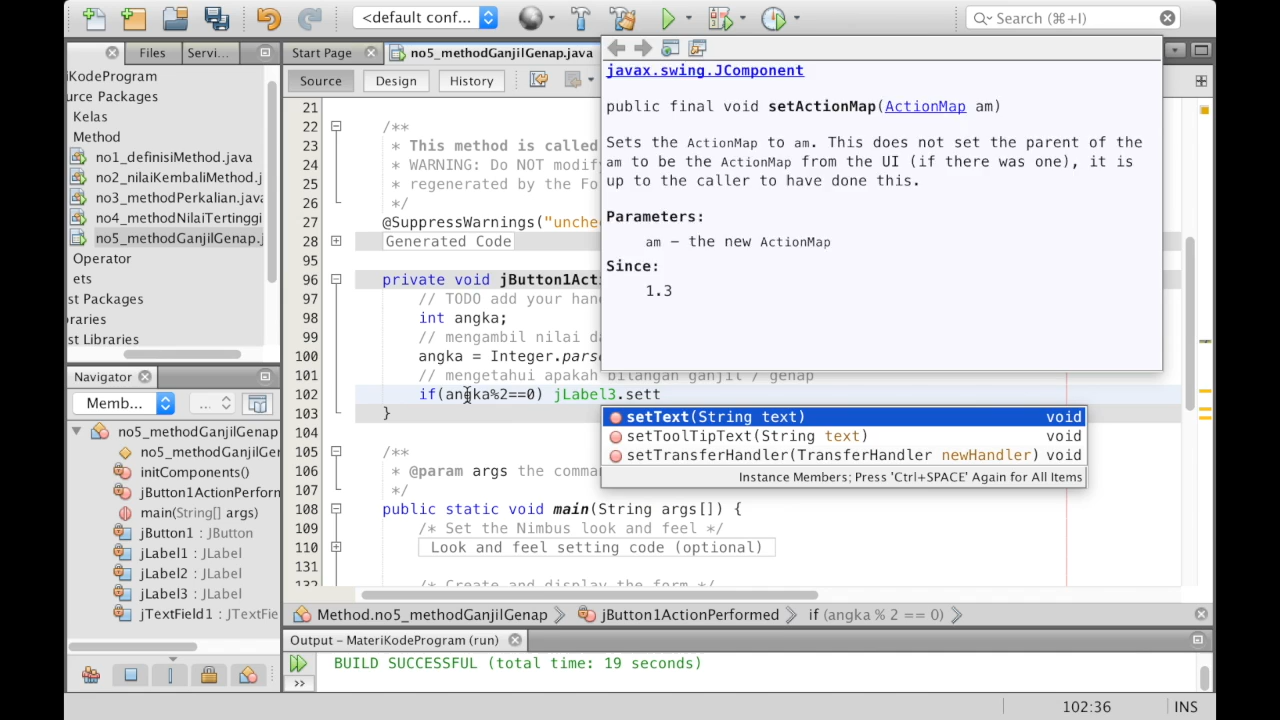 <default conf...
Search (⌘+I)
Files
Servi...
Start Page
no5_methodGanjilGenap.java
Source
Design
History
iKodeProgram
urce Packages
Kelas
Method
no1_definisiMethod.java
no2_nilaiKembaliMethod.j
no3_methodPerkalian.java
no4_methodNilaiTertinggi
no5_methodGanjilGenap.j
Operator
ets
st Packages
raries
st Libraries
Navigator
Memb...
...
no5_methodGanjilGenap
no5_methodGanjilGer
initComponents()
jButton1ActionPerforn
main(String[] args)
jButton1 : JButton
jLabel1 : JLabel
jLabel2 : JLabel
jLabel3 : JLabel
jTextField1 : JTextFie
21
22 /**
23 * This method is called
24 * WARNING: Do NOT modify
25 * regenerated by the Fo
26 */
27 @SuppressWarnings("unche
28 Generated Code
95
96 private void jButton1Acti
97 // TODO add your han
98 int angka;
99 // mengambil nilai da
100 angka = Integer.parse
101 // mengetahui apakah bilangan ganjil / genap
102 if(angka%2==0) jLabel3.sett
103 }
104
105 /**
106 * @param args the comma
107 */
108 public static void main(String args[]) {
109 /* Set the Nimbus look and feel */
110 Look and feel setting code (optional)
131
132 /* Create and display the form */
javax.swing.JComponent
public final void setActionMap(ActionMap am)
Sets the ActionMap to am. This does not set the parent of the
am to be the ActionMap from the UI (if there was one), it is
up to the caller to have done this.
Parameters:
am - the new ActionMap
Since:
1.3
setText(String text) void
setToolTipText(String text) void
setTransferHandler(TransferHandler newHandler) void
Instance Members; Press 'Ctrl+SPACE' Again for All Items
Method.no5_methodGanjilGenap
jButton1ActionPerformed
if (angka % 2 == 0)
Output – MateriKodeProgram (run)
BUILD SUCCESSFUL (total time: 19 seconds)
>>
102:36
INS